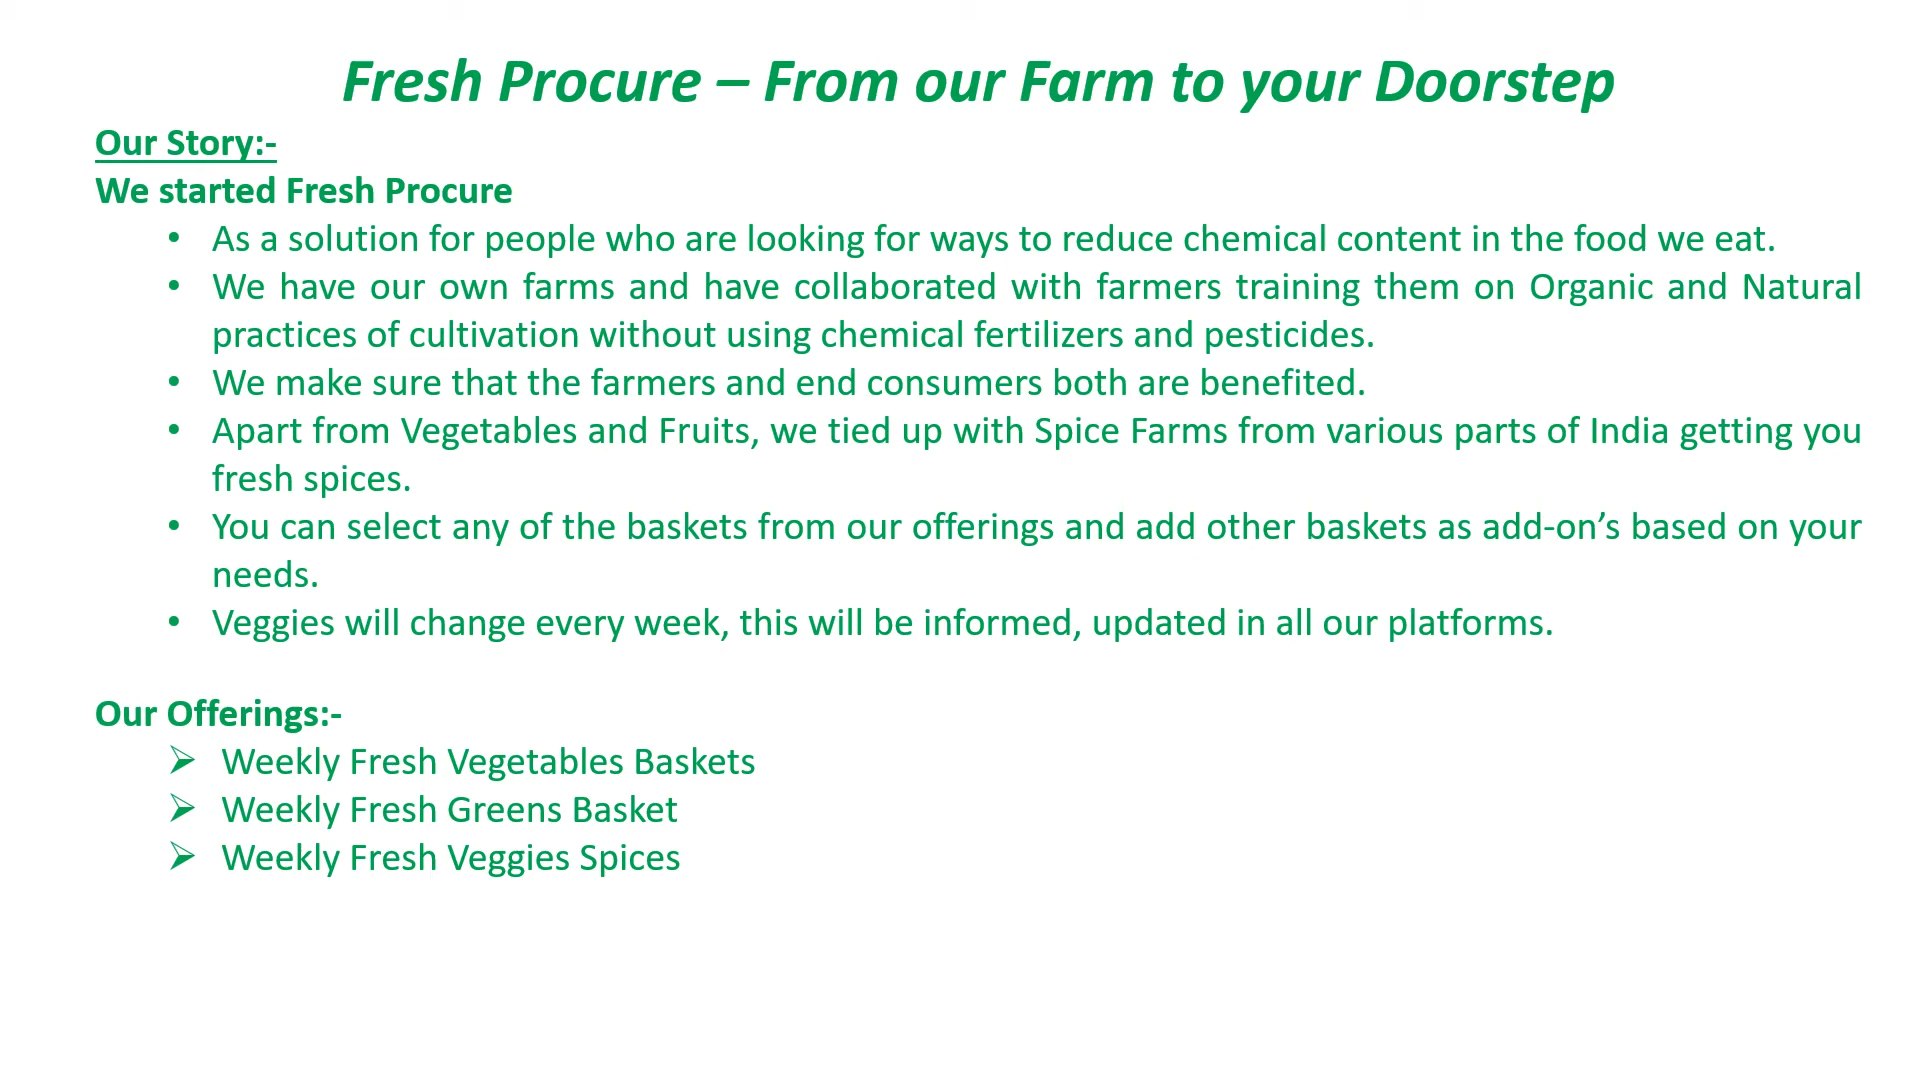 Fresh Procure – From our Farm to your Doorstep
Our Story:-
We started Fresh Procure
• As a solution for people who are looking for ways to reduce chemical content in the food we eat.
• We have our own farms and have collaborated with farmers training them on Organic and Natural
practices of cultivation without using chemical fertilizers and pesticides.
• We make sure that the farmers and end consumers both are benefited.
• Apart from Vegetables and Fruits, we tied up with Spice Farms from various parts of India getting you
fresh spices.
• You can select any of the baskets from our offerings and add other baskets as add-on’s based on your
needs.
• Veggies will change every week, this will be informed, updated in all our platforms.
Our Offerings:-
➢ Weekly Fresh Vegetables Baskets
➢ Weekly Fresh Greens Basket
➢ Weekly Fresh Veggies Spices